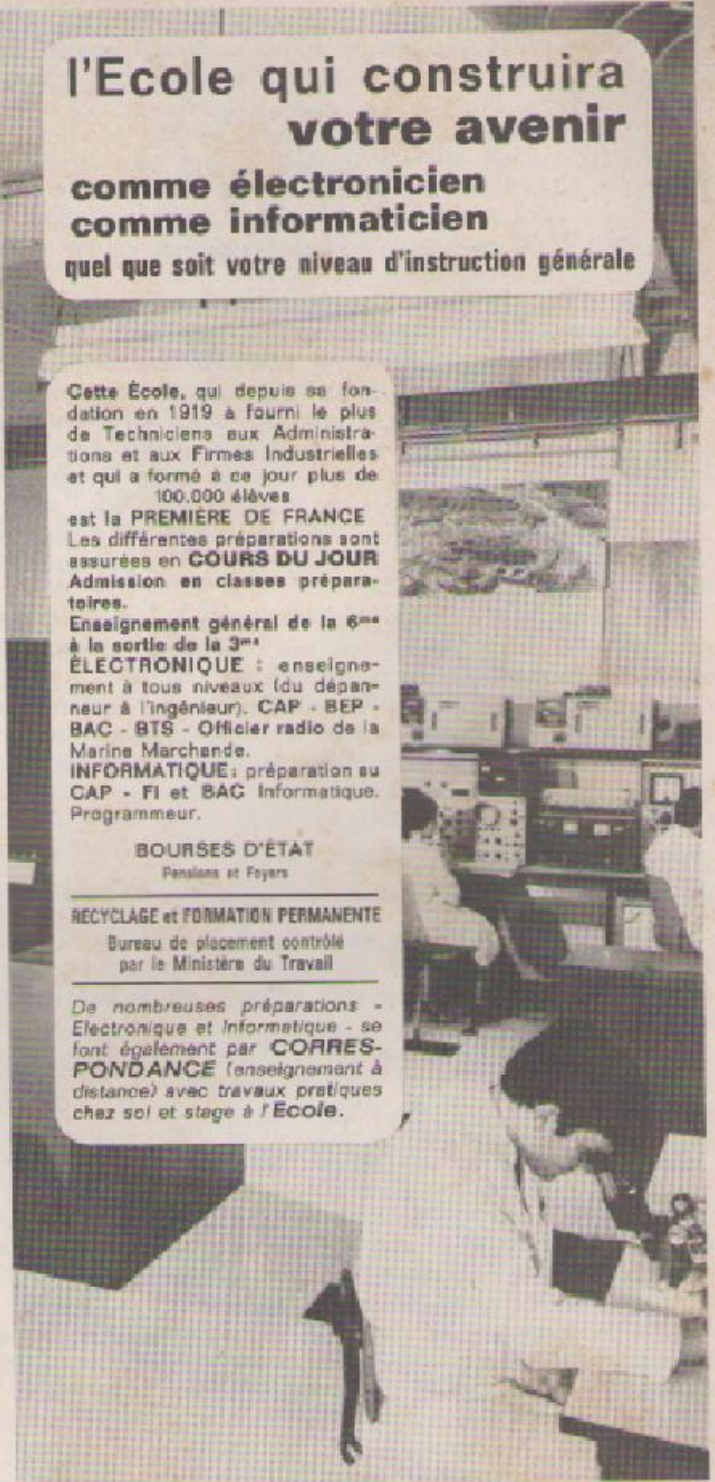 l'Ecole qui construira
votre avenir
comme électronicien
comme informaticien
quel que soit votre niveau d'instruction générale
Cette École, qui depuis sa fon-
dation en 1919 a fourni le plus
de Techniciens aux Administra-
tions et aux Firmes Industrielles
et qui a formé à ce jour plus de
100.000 élèves
est la PREMIÈRE DE FRANCE
Les différentes préparations sont
assurées en COURS DU JOUR
Admission en classes prépara-
toires.
Enseignement général de la 6me
à la sortie de la 3me
ÉLECTRONIQUE : enseigne-
ment à tous niveaux (du dépan-
neur à l'ingénieur). CAP - BEP -
BAC - BTS - Officier radio de la
Marine Marchande.
INFORMATIQUE : préparation au
CAP - FI et BAC Informatique.
Programmeur.
BOURSES D'ÉTAT
Pensions et Foyers
RECYCLAGE et FORMATION PERMANENTE
Bureau de placement contrôlé
par le Ministère du Travail
De nombreuses préparations -
Electronique et Informatique - se
font également par CORRES-
PONDANCE (enseignement à
distance) avec travaux pratiques
chez soi et stage à l'École.